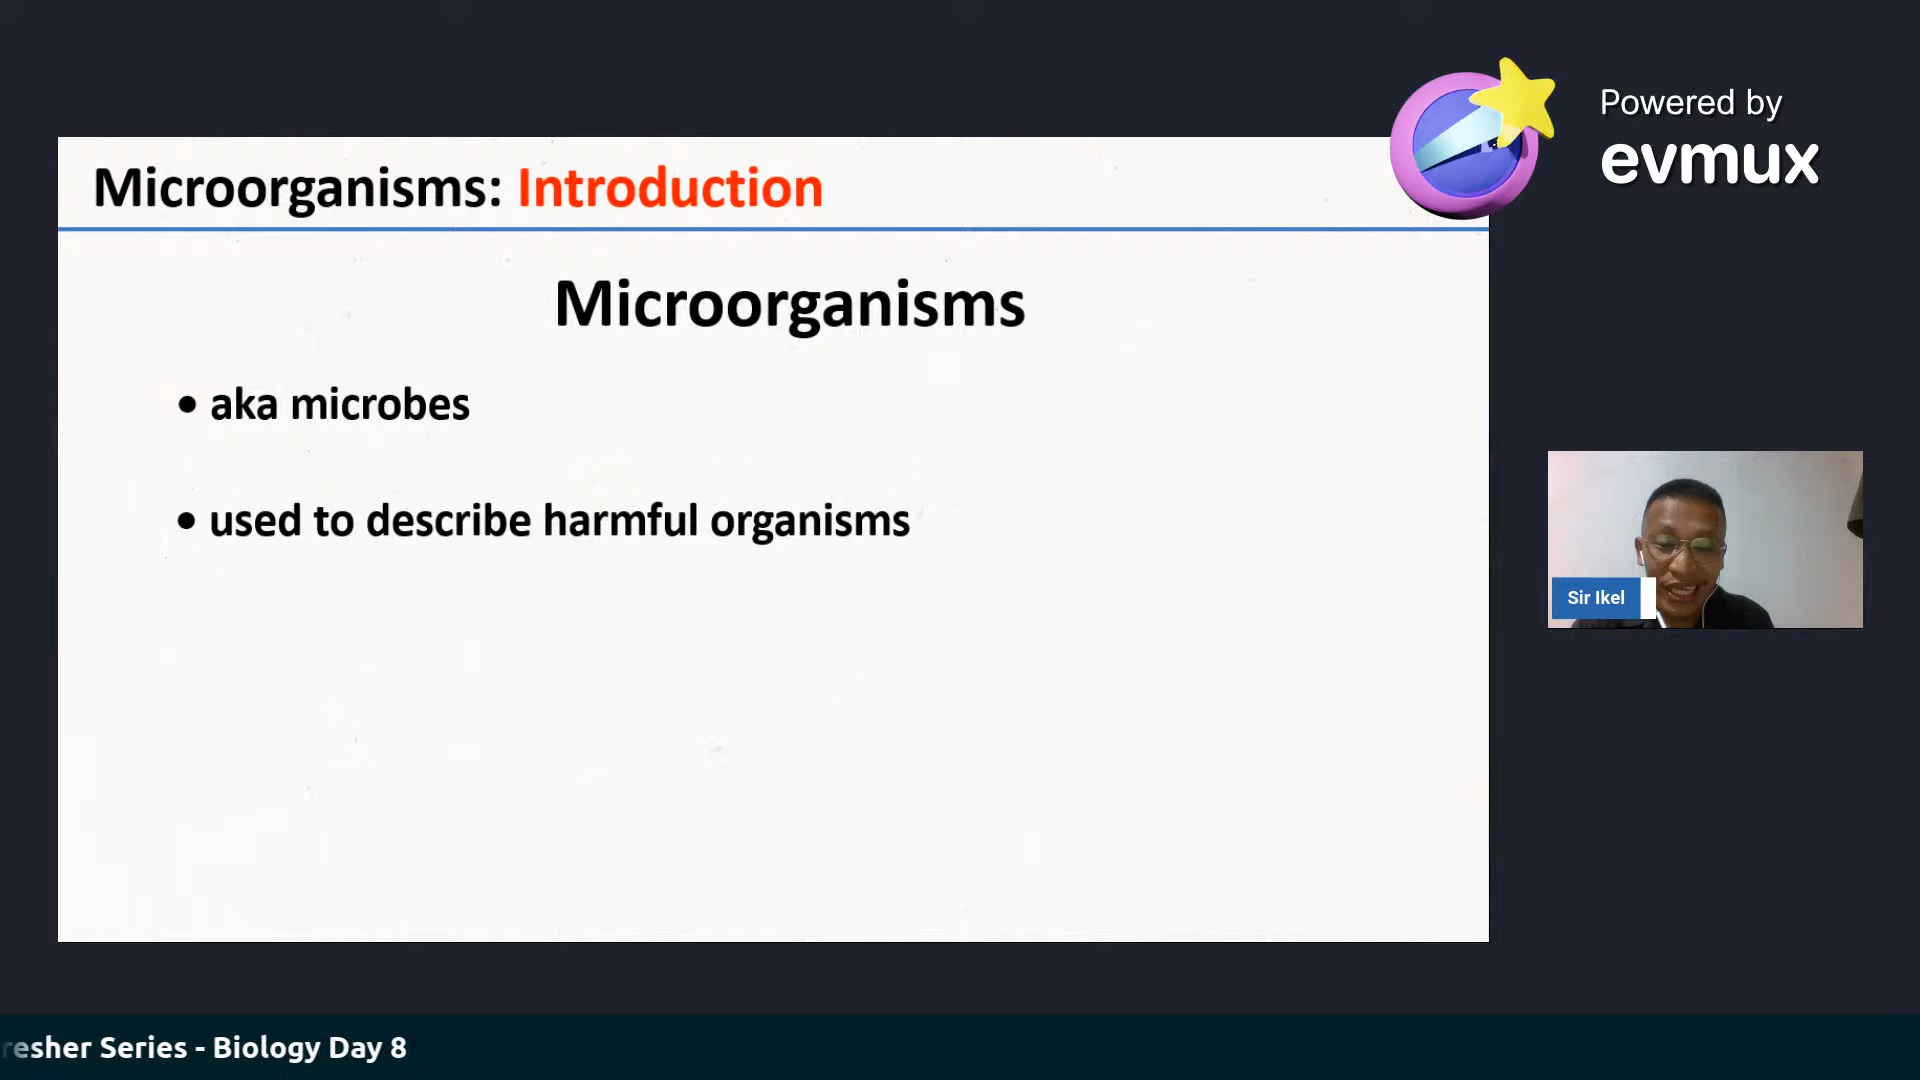 Powered by
evmux
Microorganisms: Introduction
Microorganisms
• aka microbes
• used to describe harmful organisms
Sir Ikel
resher Series - Biology Day 8